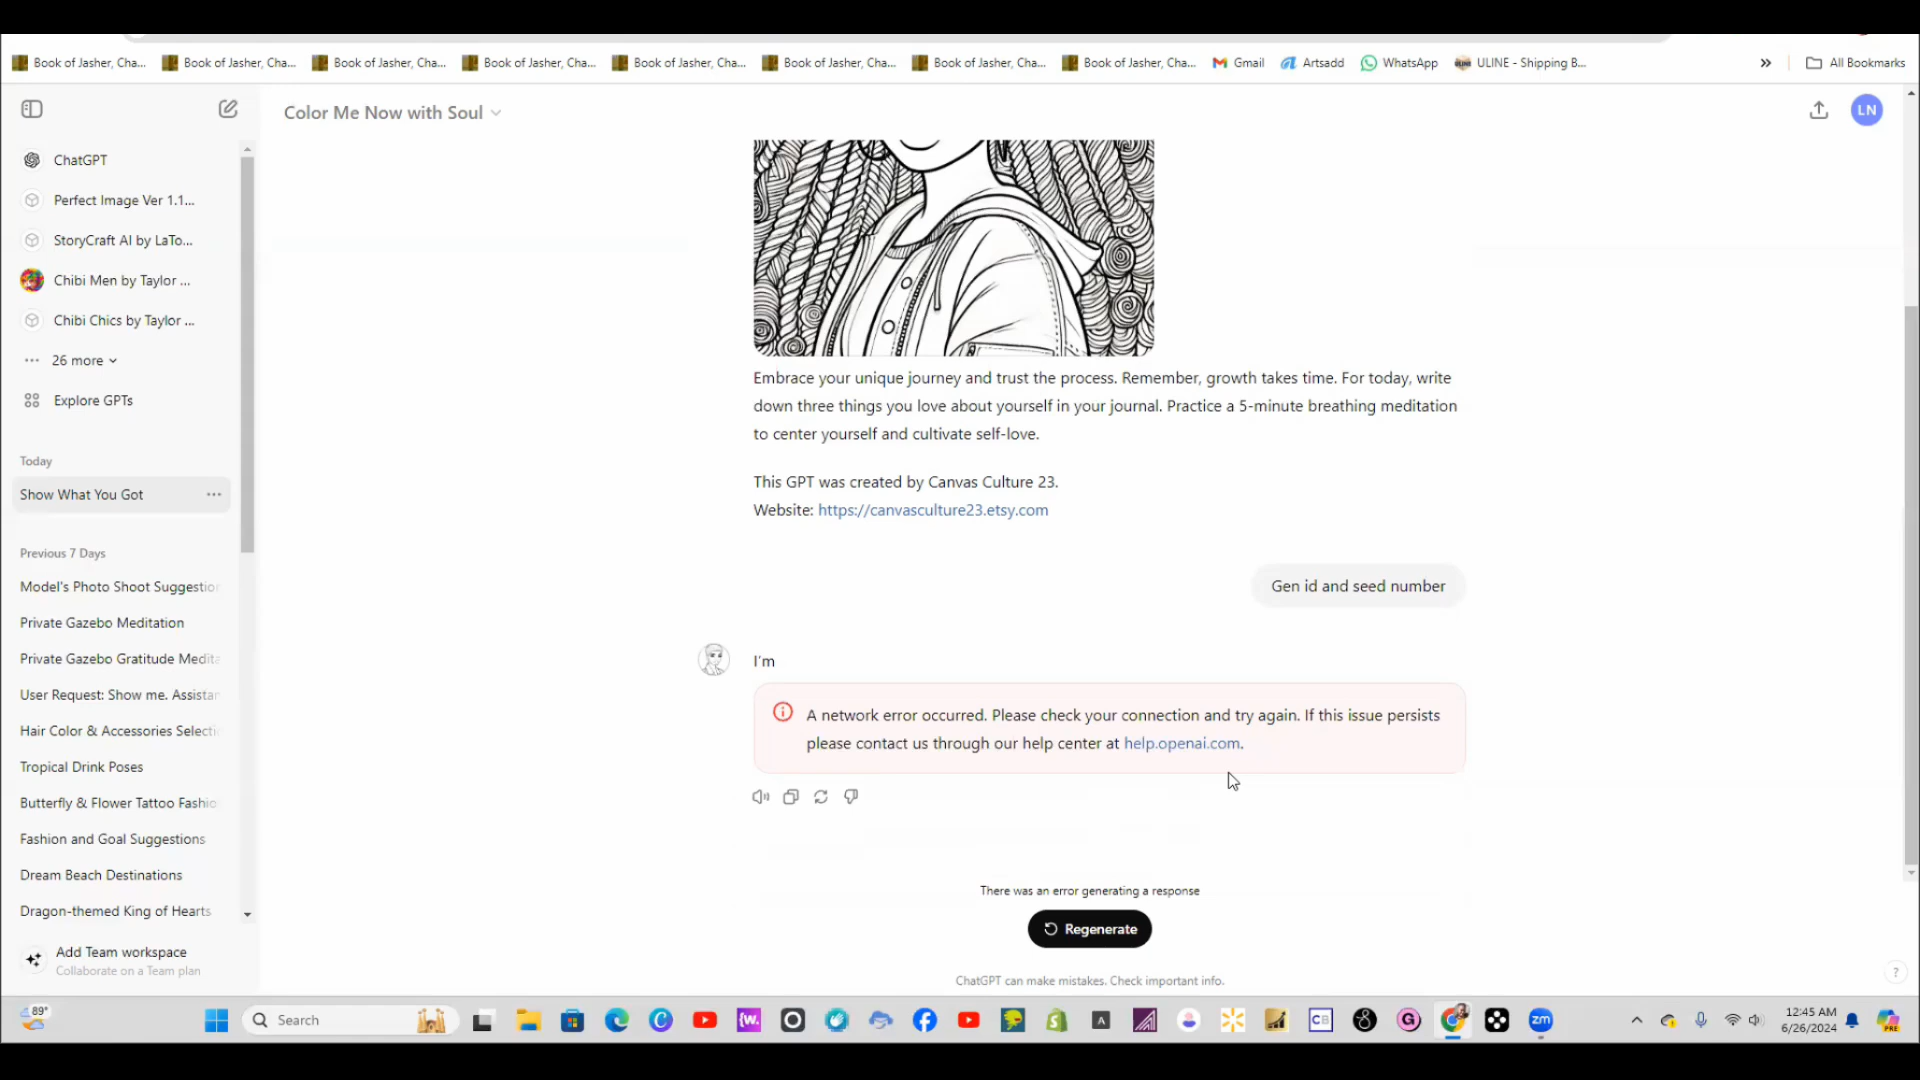 Book of Jasher, Cha... Book of Jasher, Cha... Book of Jasher, Cha... Book of Jasher, Cha... Book of Jasher, Cha... Book of Jasher, Cha... Book of Jasher, Cha... Book of Jasher, Cha... Gmail Artsadd WhatsApp ULINE - Shipping B... » All Bookmarks
Color Me Now with Soul
LN
ChatGPT
Perfect Image Ver 1.1...
StoryCraft AI by LaTo...
Chibi Men by Taylor ...
Chibi Chics by Taylor ...
26 more
Explore GPTs
Today
Show What You Got
Previous 7 Days
Model's Photo Shoot Suggestion
Private Gazebo Meditation
Private Gazebo Gratitude Medita
User Request: Show me. Assistan
Hair Color & Accessories Selecti
Tropical Drink Poses
Butterfly & Flower Tattoo Fashio
Fashion and Goal Suggestions
Dream Beach Destinations
Dragon-themed King of Hearts
Add Team workspace
Collaborate on a Team plan
Embrace your unique journey and trust the process. Remember, growth takes time. For today, write
down three things you love about yourself in your journal. Practice a 5-minute breathing meditation
to center yourself and cultivate self-love.
This GPT was created by Canvas Culture 23.
Website: https://canvasculture23.etsy.com
Gen id and seed number
I'm
A network error occurred. Please check your connection and try again. If this issue persists
please contact us through our help center at help.openai.com.
There was an error generating a response
Regenerate
ChatGPT can make mistakes. Check important info.
?
89°
Search
12:45 AM
6/26/2024
zm
CB
PRE